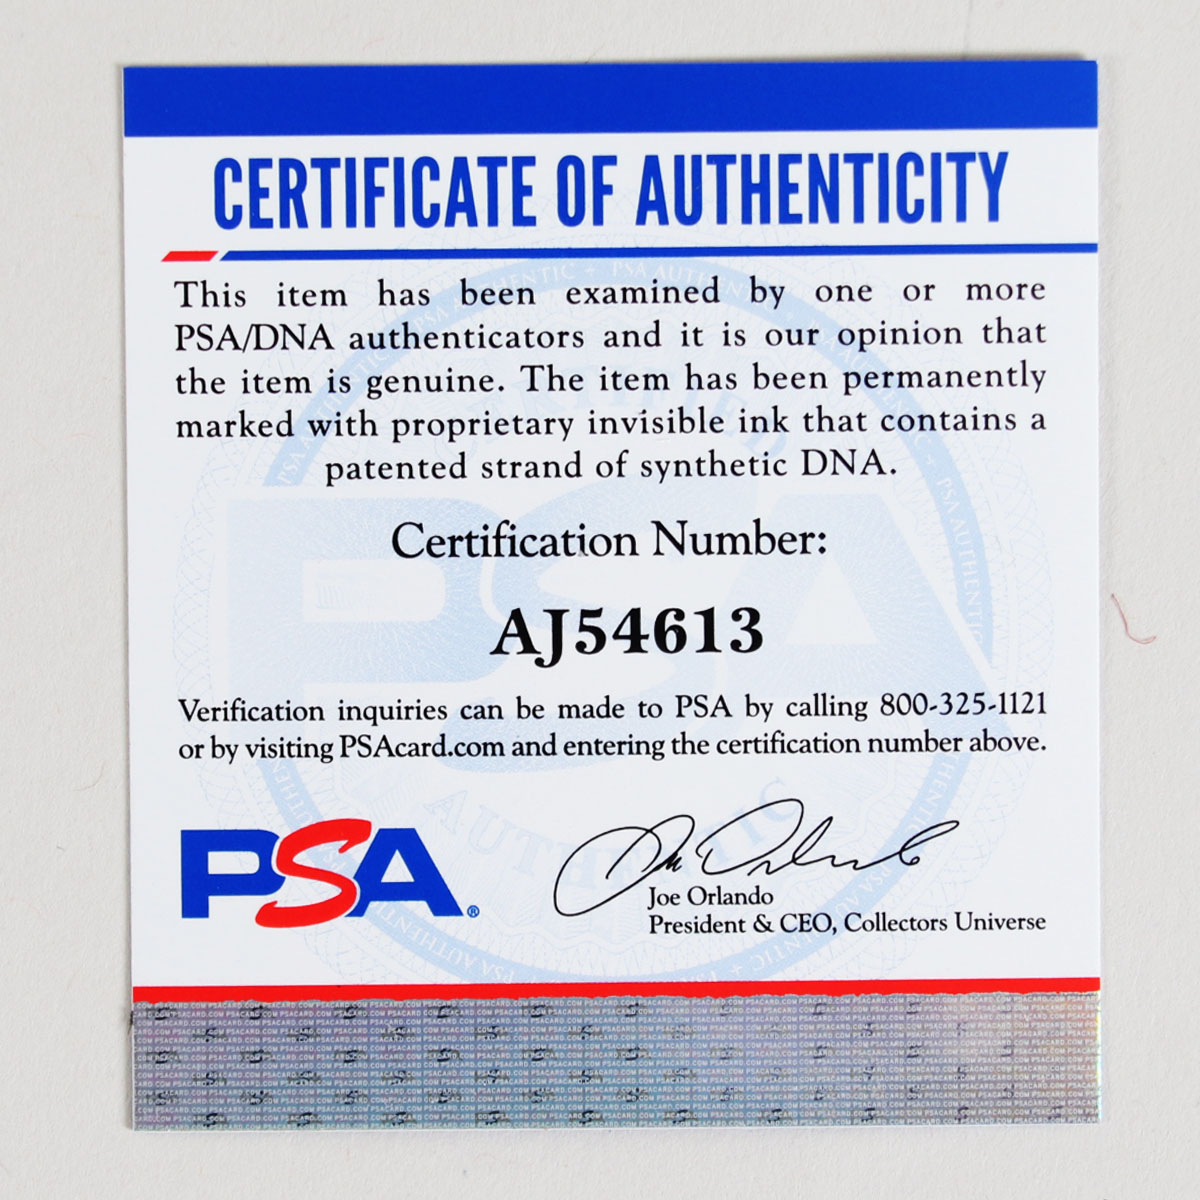 CERTIFICATE OF AUTHENTICITY
This item has been examined by one or more
PSA/DNA authenticators and it is our opinion that
the item is genuine. The item has been permanently
marked with proprietary invisible ink that contains a
patented strand of synthetic DNA.
Certification Number:
AJ54613
Verification inquiries can be made to PSA by calling 800-325-1121
or by visiting PSAcard.com and entering the certification number above.
PSA®
Joe Orlando
President & CEO, Collectors Universe